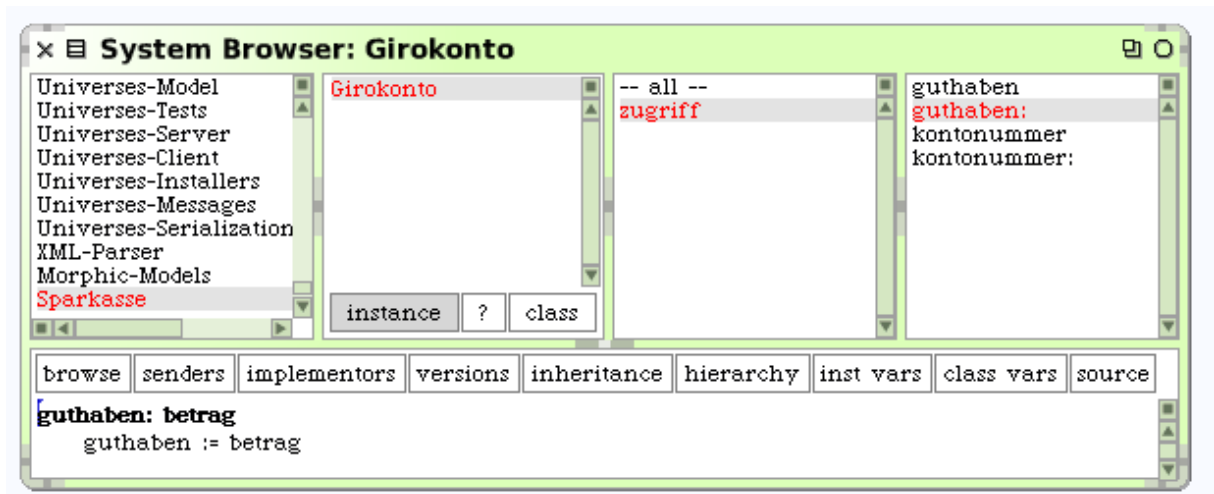 System Browser: Girokonto
Universes-Model
Universes-Tests
Universes-Server
Universes-Client
Universes-Installers
Universes-Messages
Universes-Serialization
XML-Parser
Morphic-Models
Sparkasse
Girokonto
instance ? class
-- all --
zugriff
guthaben
guthaben:
kontonummer
kontonummer:
browse senders implementors versions inheritance hierarchy inst vars class vars source
guthaben: betrag
guthaben := betrag